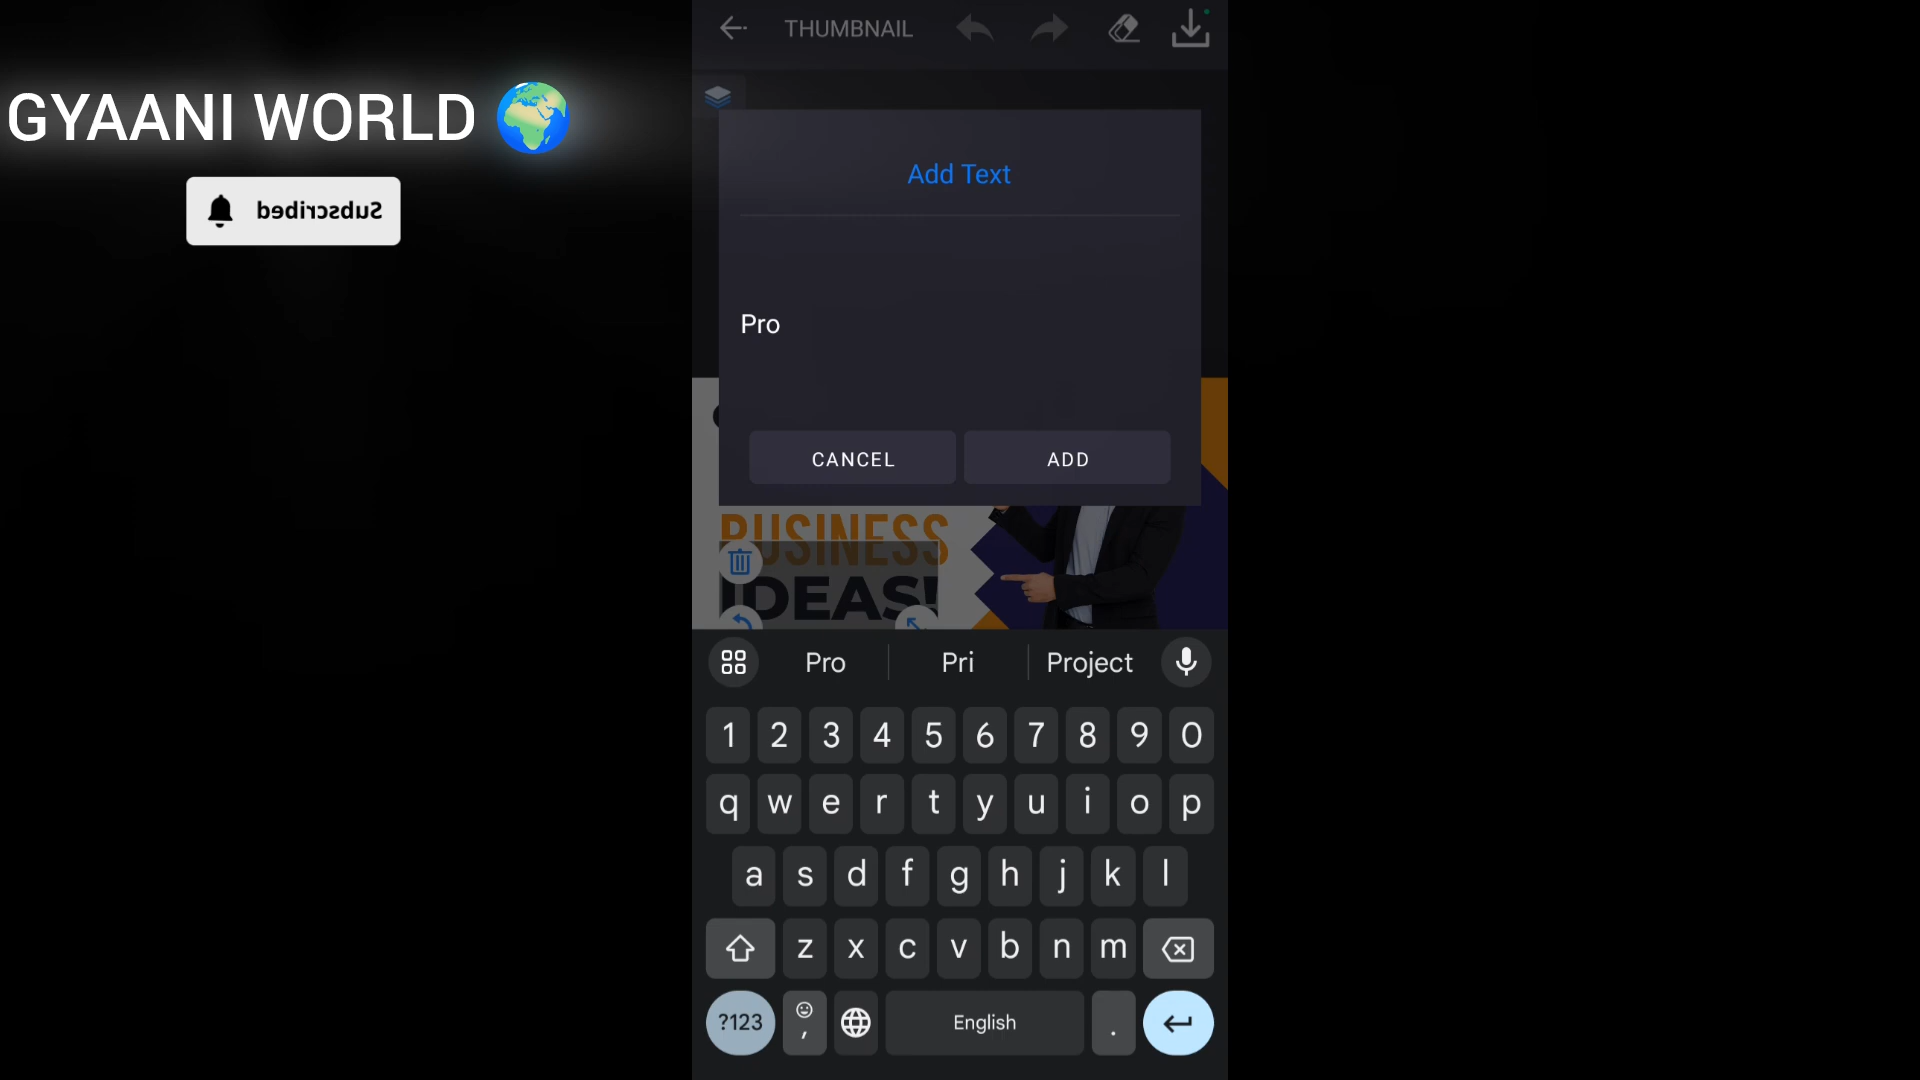 GYAANI WORLD
Subscribed
THUMBNAIL
Add Text
Pro
CANCEL ADD
BUSINESS
IDEAS!
Pro Pri Project
1 2 3 4 5 6 7 8 9 0
q w e r t y u i o p
a s d f g h j k l
z x c v b n m
?123 , English .